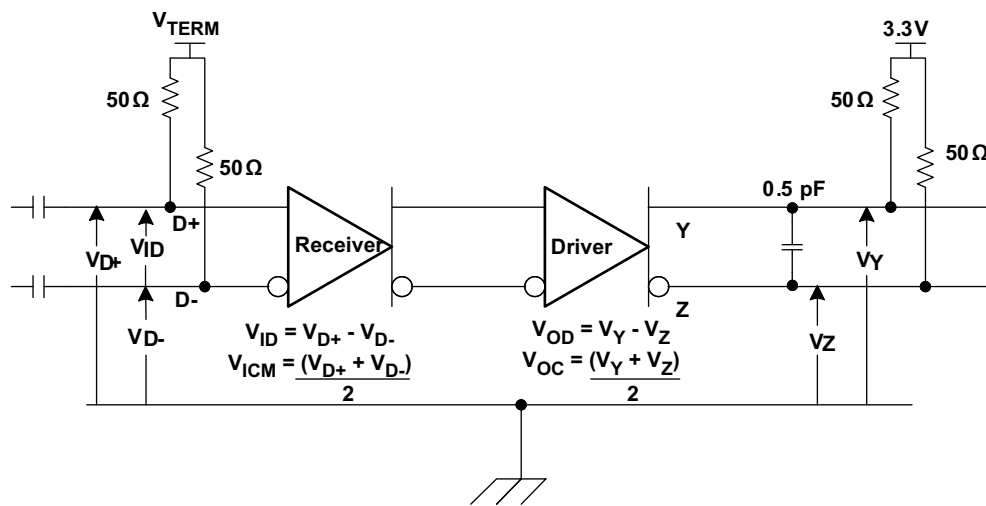 VTERM
3.3V
50Ω
50Ω
50Ω
50Ω
0.5 pF
D+
VID
VD+
D-
VD-
Receiver
Driver
Y
Z
VY
VZ
VID = VD+ - VD-
VICM = (VD+ + VD-)
2
VOD = VY - VZ
VOC = (VY + VZ)
2